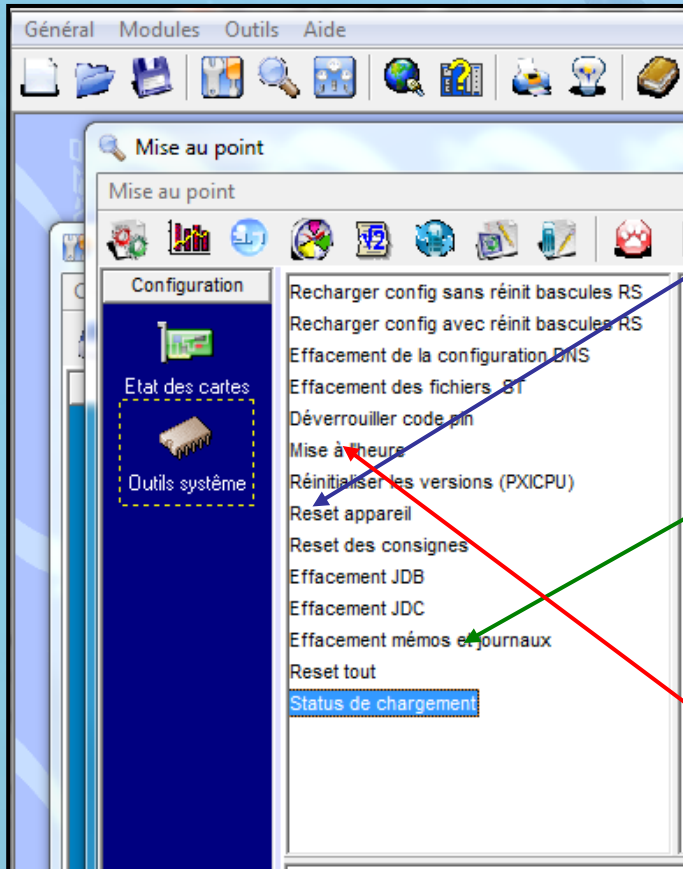 Général Modules Outils Aide
Mise au point
Mise au point
Configuration
Etat des cartes
Outils système
Recharger config sans réinit bascules RS
Recharger config avec réinit bascules RS
Effacement de la configuration DNS
Effacement des fichiers .ST
Déverrouiller code pin
Mise à l'heure
Réinitialiser les versions (PXICPU)
Reset appareil
Reset des consignes
Effacement JDB
Effacement JDC
Effacement mémos et journaux
Reset tout
Status de chargement